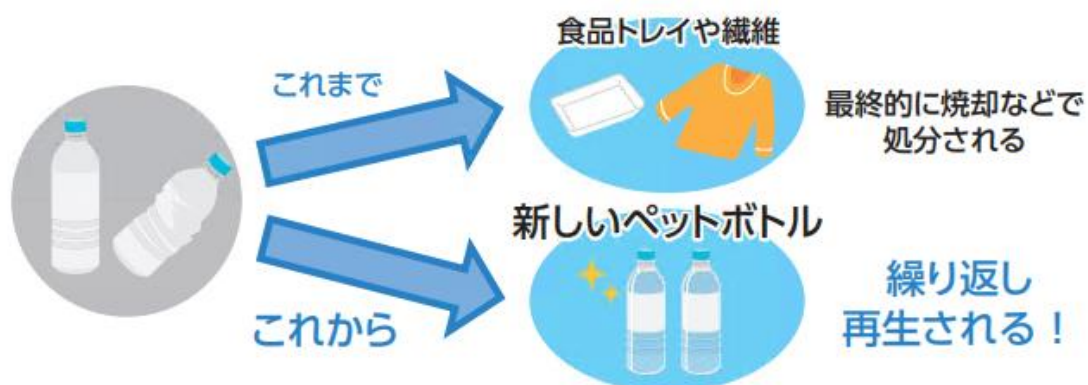 食品トレイや繊維
これまで
最終的に焼却などで
処分される
新しいペットボトル
これから
繰り返し
再生される！